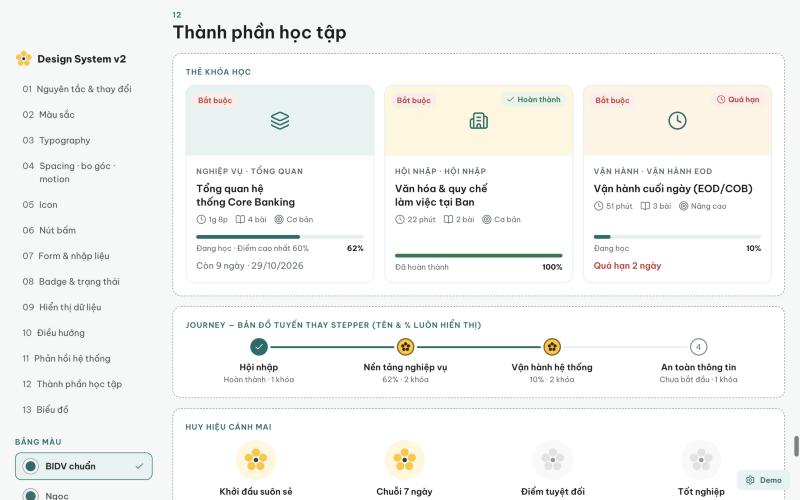 Design System v2
01 Nguyên tắc & thay đổi
02 Màu sắc
03 Typography
04 Spacing · bo góc ·
motion
05 Icon
06 Nút bấm
07 Form & nhập liệu
08 Badge & trạng thái
09 Hiển thị dữ liệu
10 Điều hướng
11 Phản hồi hệ thống
12 Thành phần học tập
13 Biểu đồ
BẢNG MÀU
BIDV chuẩn
Ngọc
12
Thành phần học tập
THẺ KHÓA HỌC
Bắt buộc
NGHIỆP VỤ · TỔNG QUAN
Tổng quan hệ
thống Core Banking
1g 8p 4 bài Cơ bản
Đang học · Điểm cao nhất 60% 62%
Còn 9 ngày · 29/10/2026
Bắt buộc Hoàn thành
HỘI NHẬP · HỘI NHẬP
Văn hóa & quy chế
làm việc tại Ban
22 phút 2 bài Cơ bản
Đã hoàn thành 100%
Bắt buộc Quá hạn
VẬN HÀNH · VẬN HÀNH EOD
Vận hành cuối ngày (EOD/COB)
51 phút 3 bài Nâng cao
Đang học 10%
Quá hạn 2 ngày
JOURNEY — BẢN ĐỒ TUYẾN THAY STEPPER (TÊN & % LUÔN HIỂN THỊ)
4
Hội nhập Nền tảng nghiệp vụ Vận hành hệ thống An toàn thông tin
Hoàn thành · 1 khóa 62% · 2 khóa 10% · 2 khóa Chưa bắt đầu · 1 khóa
HUY HIỆU CÁNH MAI
Khởi đầu suôn sẻ Chuỗi 7 ngày Điểm tuyệt đối Tốt nghiệp
Demo